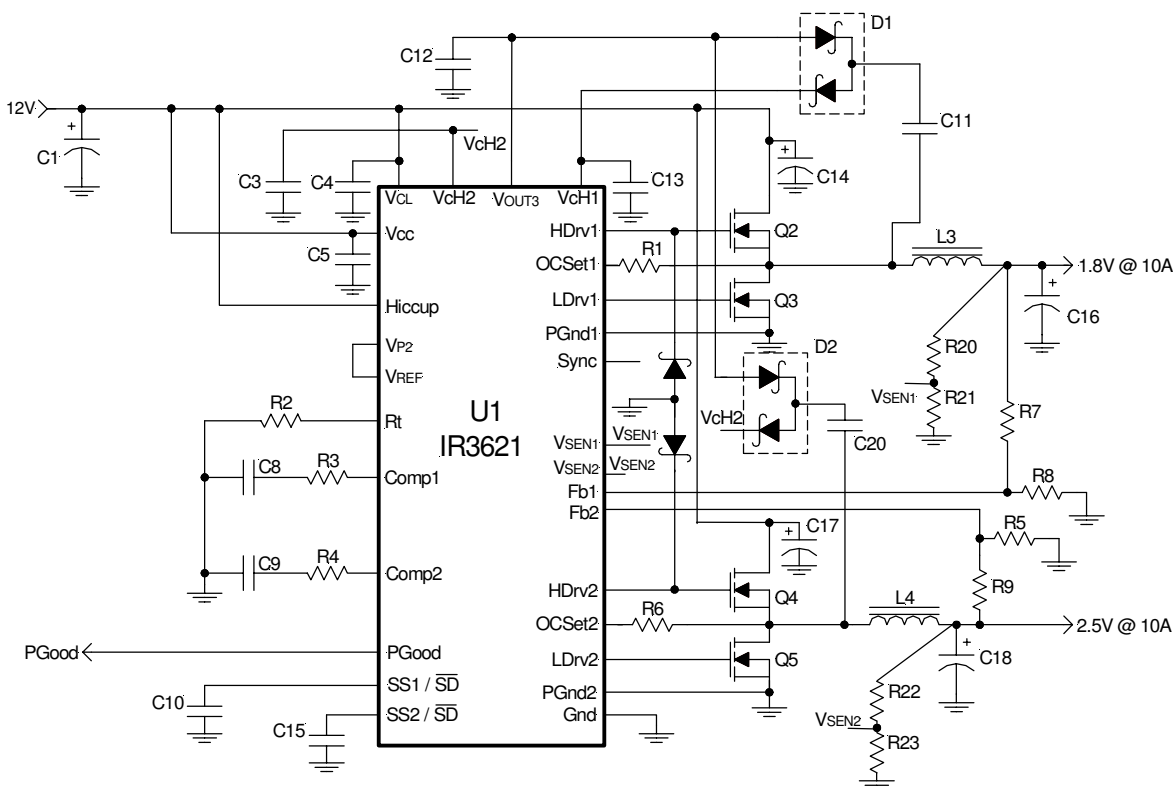 D1
C12
12V
C11
C1
VCH2
C3
C4
C13
C14
VCL
VCH2
VOUT3
VCH1
HDrv1
Q2
Vcc
R1
L3
C5
OCSet1
1.8V @ 10A
LDrv1
Q3
C16
Hiccup
PGnd1
R20
VP2
Sync
D2
VREF
VSEN1
R21
R7
R2
Rt
U1
VCH2
C20
IR3621
VSEN1
VSEN1
C8
R3
Comp1
VSEN2
VSEN2
R8
Fb1
Fb2
C17
R5
C9
R4
Comp2
HDrv2
Q4
R9
R6
L4
OCSet2
2.5V @ 10A
PGood
PGood
LDrv2
Q5
C18
SS1 / SD
PGnd2
R22
C10
SS2 / SD
Gnd
VSEN2
C15
R23